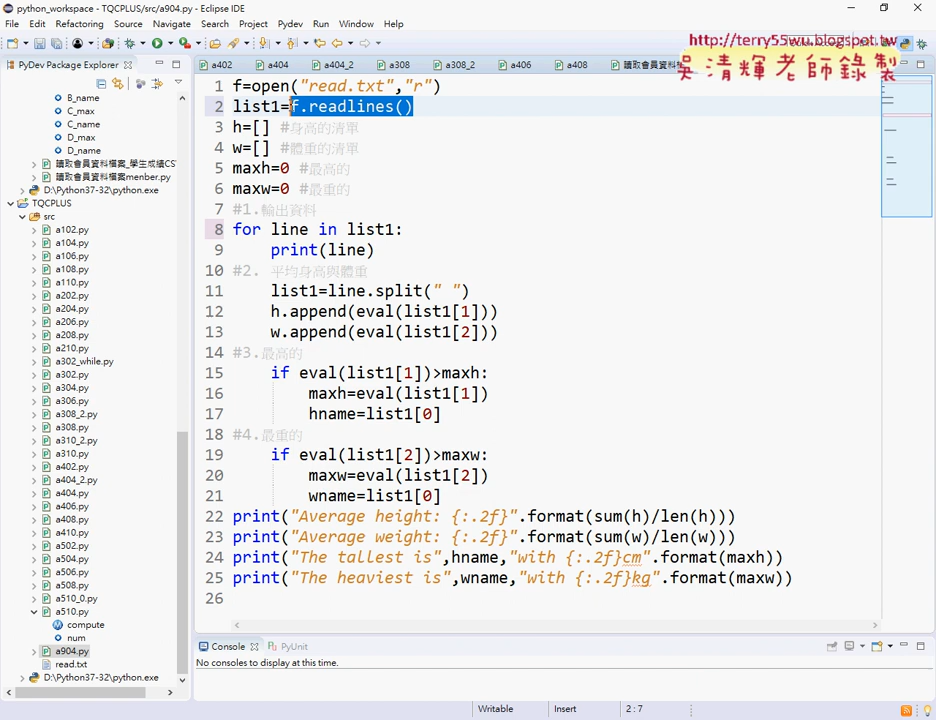 python_workspace - TQCPLUS/src/a904.py - Eclipse IDE
File Edit Refactoring Source Navigate Search Project Pydev Run Window Help
http://terry55wu.blogspot.tw
吳清輝老師錄製
PyDev Package Explorer
a402 a404 a404_2 a308 a308_2 a406 a408 讀取會員資料檔
B_name
C_max
C_name
D_max
D_name
讀取會員資料檔案_學生成績CS
讀取會員資料檔案menber.py
D:\Python37-32\python.exe
TQCPLUS
src
a102.py
a104.py
a106.py
a108.py
a110.py
a202.py
a204.py
a206.py
a208.py
a210.py
a302_while.py
a302.py
a304.py
a306.py
a308_2.py
a308.py
a310_2.py
a310.py
a402.py
a404_2.py
a404.py
a406.py
a408.py
a410.py
a502.py
a504.py
a506.py
a508.py
a510_0.py
a510.py
compute
num
a904.py
read.txt
D:\Python37-32\python.exe
1 f=open("read.txt","r")
2 list1=f.readlines()
3 h=[] #身高的清單
4 w=[] #體重的清單
5 maxh=0 #最高的
6 maxw=0 #最重的
7 #1.輸出資料
8 for line in list1:
9 print(line)
10 #2. 平均身高與體重
11 list1=line.split(" ")
12 h.append(eval(list1[1]))
13 w.append(eval(list1[2]))
14 #3.最高的
15 if eval(list1[1])>maxh:
16 maxh=eval(list1[1])
17 hname=list1[0]
18 #4.最重的
19 if eval(list1[2])>maxw:
20 maxw=eval(list1[2])
21 wname=list1[0]
22 print("Average height: {:.2f}".format(sum(h)/len(h)))
23 print("Average weight: {:.2f}".format(sum(w)/len(w)))
24 print("The tallest is",hname,"with {:.2f}cm".format(maxh))
25 print("The heaviest is",wname,"with {:.2f}kg".format(maxw))
26
Console PyUnit
No consoles to display at this time.
Writable Insert 2 : 7